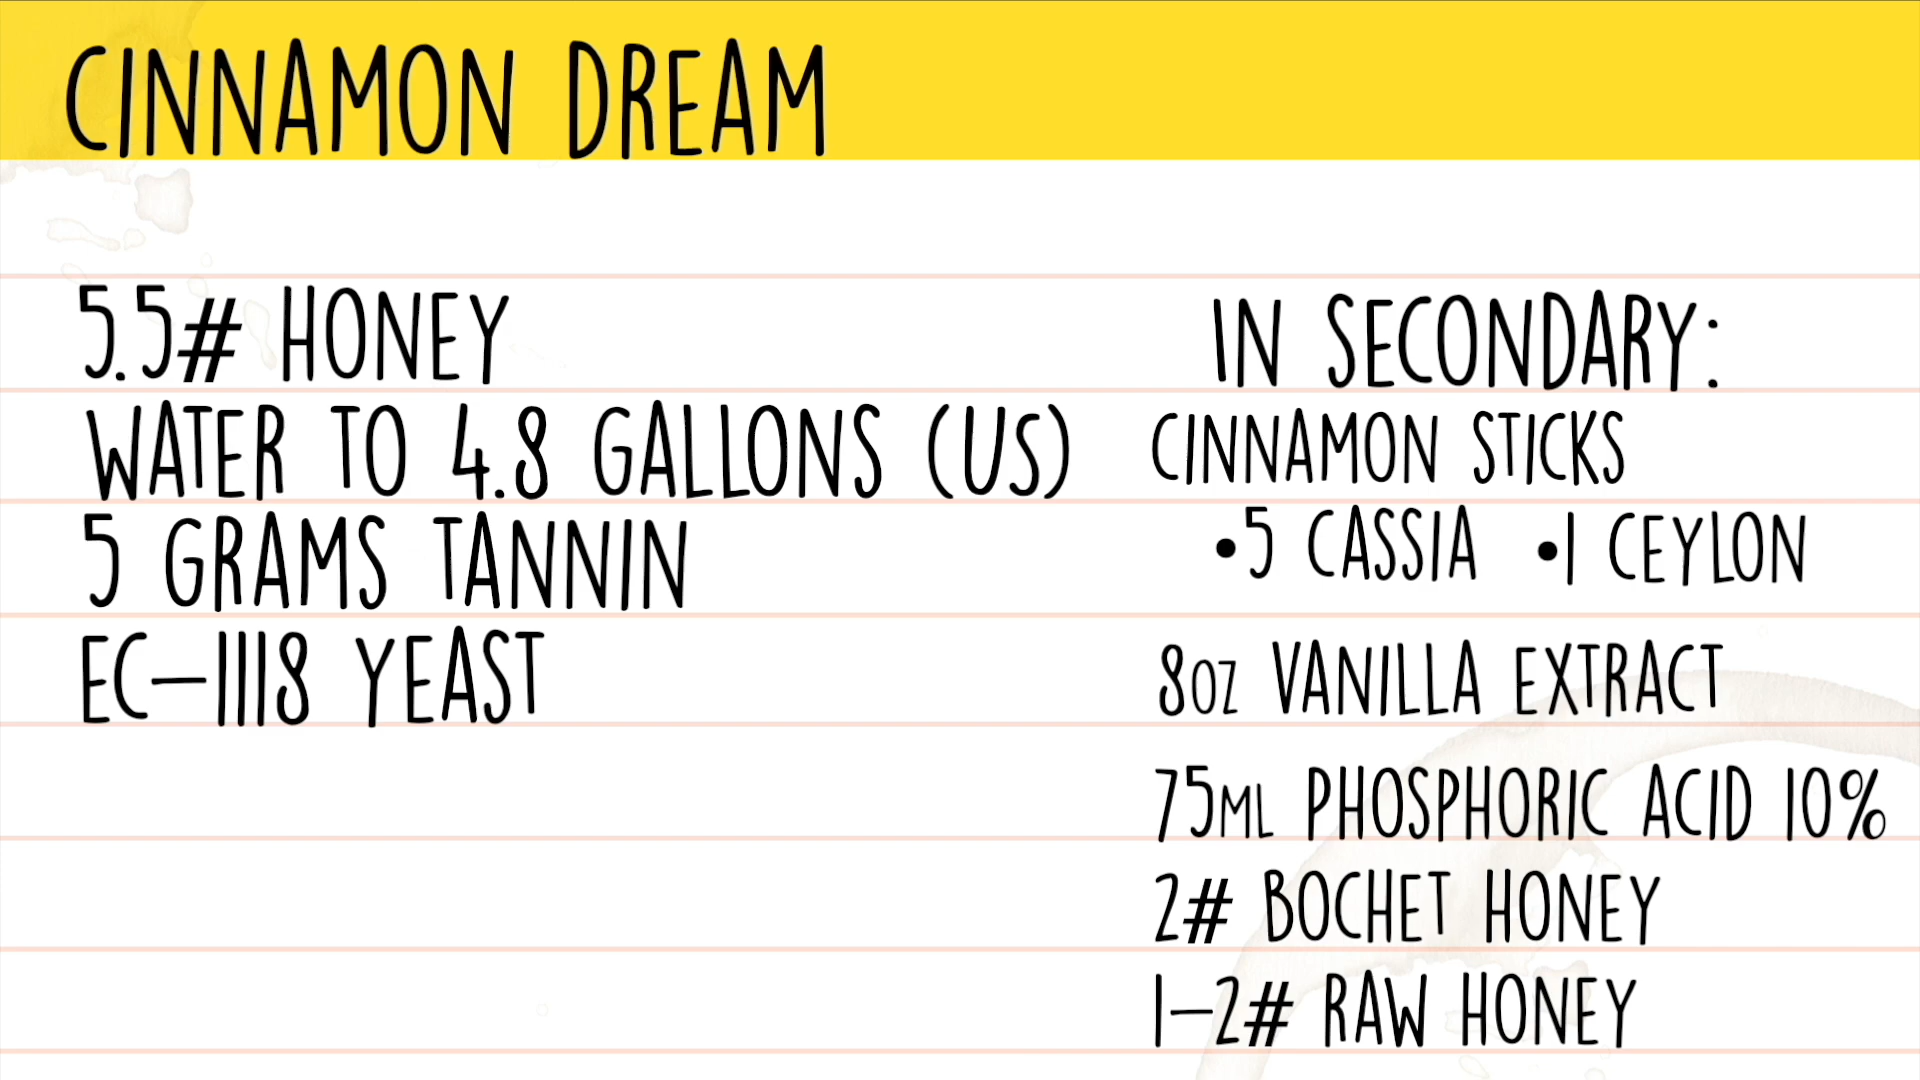 CINNAMON DREAM
5.5# HONEY
WATER TO 4.8 GALLONS (US)
5 GRAMS TANNIN
EC-1118 YEAST
IN SECONDARY:
CINNAMON STICKS
•5 CASSIA •1 CEYLON
8OZ VANILLA EXTRACT
75ML PHOSPHORIC ACID 10%
2# BOCHET HONEY
1-2# RAW HONEY